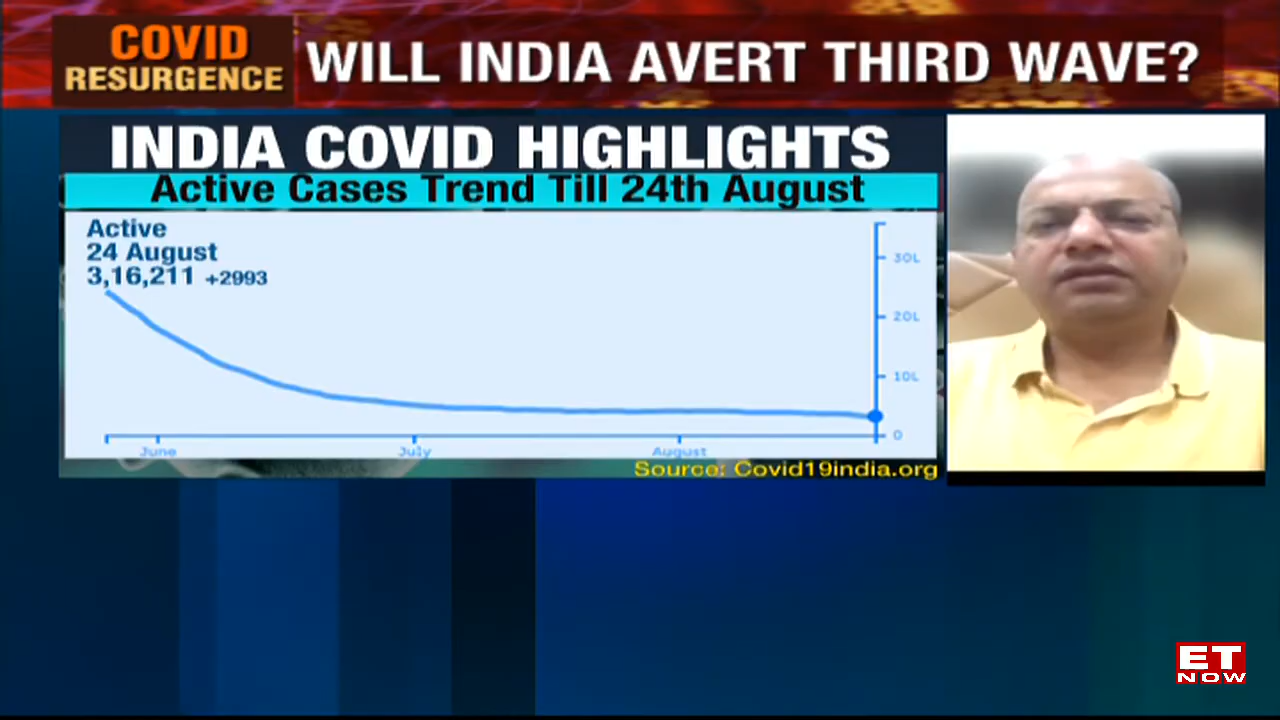 COVID
RESURGENCE
WILL INDIA AVERT THIRD WAVE?
INDIA COVID HIGHLIGHTS
Active Cases Trend Till 24th August
Active
24 August
3,16,211 +2993
30L
20L
10L
0
June July August
Source: Covid19india.org
ET
NOW